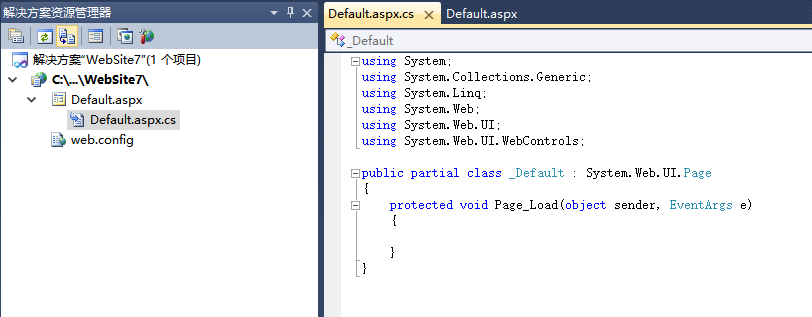 解决方案资源管理器
解决方案"WebSite7"(1 个项目)
C:\...\WebSite7\
Default.aspx
Default.aspx.cs
web.config
Default.aspx.cs Default.aspx
_Default
using System;
using System.Collections.Generic;
using System.Linq;
using System.Web;
using System.Web.UI;
using System.Web.UI.WebControls;
public partial class _Default : System.Web.UI.Page
{
protected void Page_Load(object sender, EventArgs e)
{
}
}